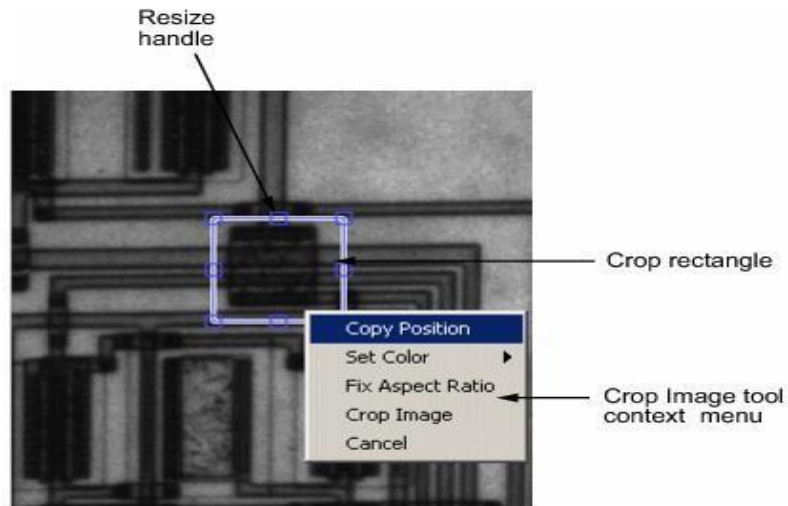 Resize
handle
Crop rectangle
Copy Position
Set Color
Fix Aspect Ratio
Crop Image
Cancel
Crop Image tool
context menu